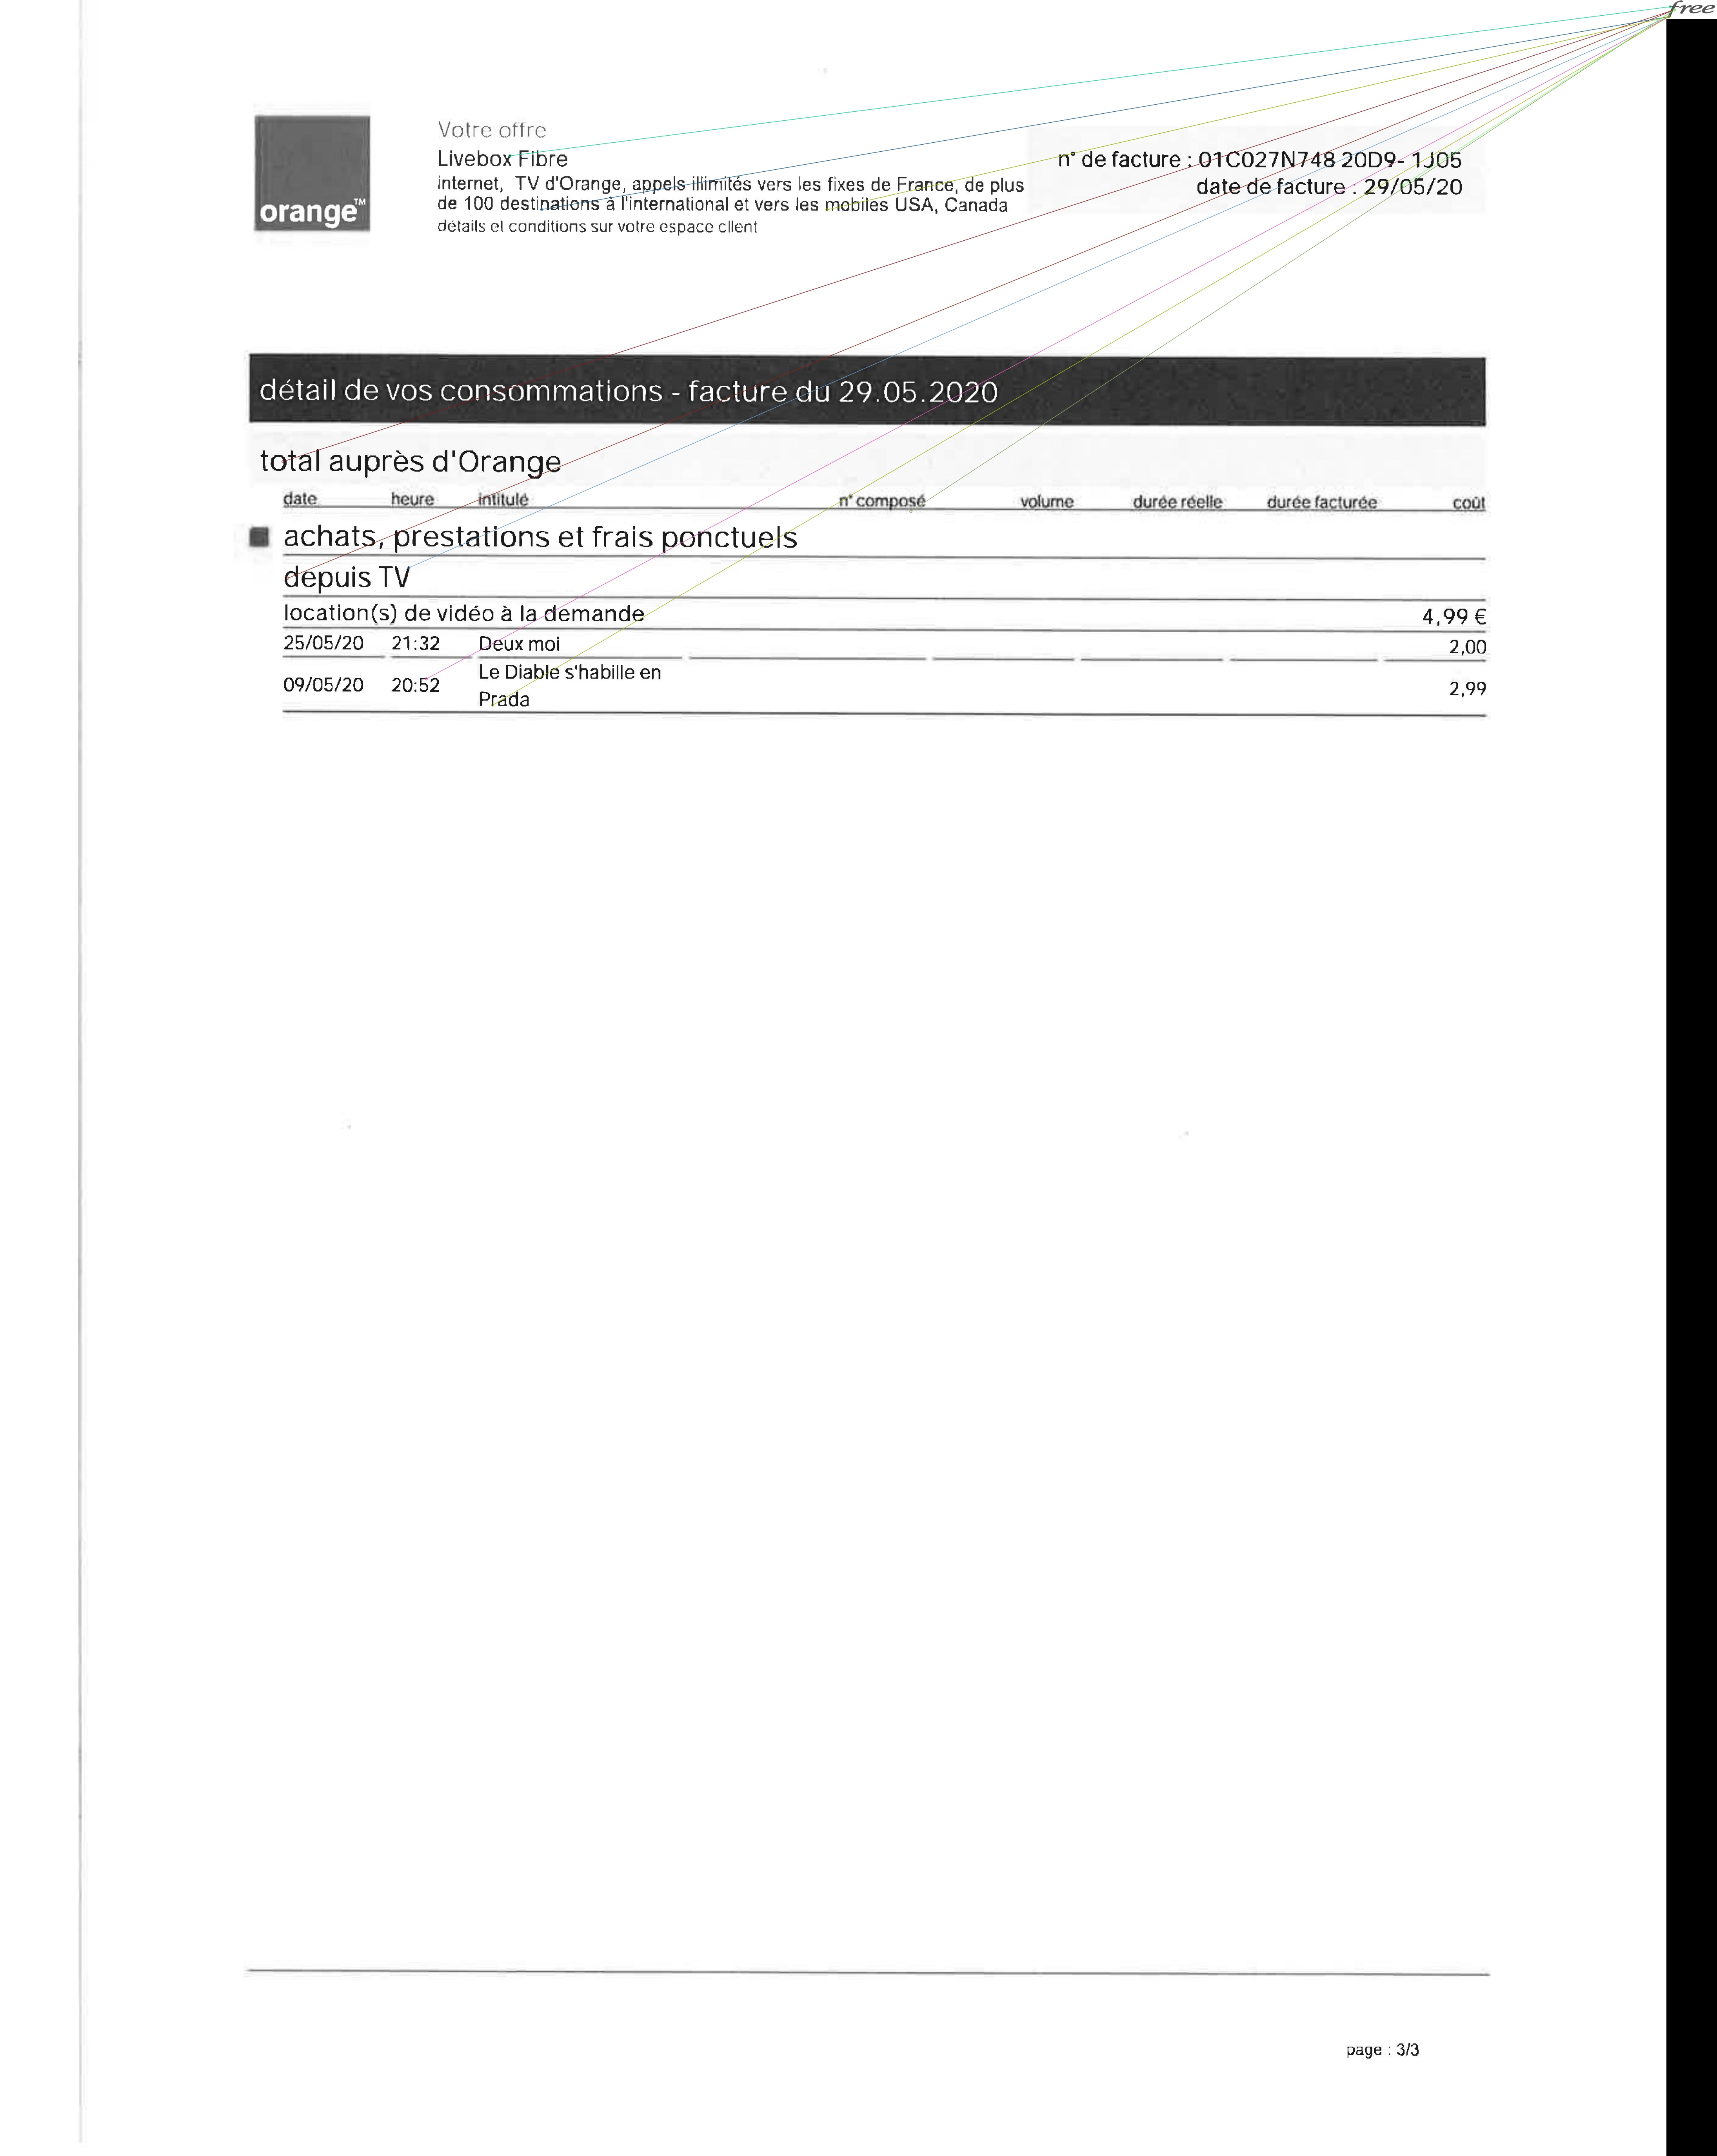 free
Votre offre
Livebox Fibre
internet, TV d'Orange, appels illimités vers les fixes de France, de plus
de 100 destinations à l'international et vers les mobiles USA, Canada
détails et conditions sur votre espace client
n° de facture : 01C027N748 20D9- 1J05
date de facture : 29/05/20
orange™
détail de vos consommations - facture du 29.05.2020
total auprès d'Orange
date heure intitulé n° composé volume durée réelle durée facturée coût
achats, prestations et frais ponctuels
depuis TV
location(s) de vidéo à la demande 4,99 €
25/05/20 21:32 Deux moi 2,00
09/05/20 20:52 Le Diable s'habille en Prada 2,99
page : 3/3